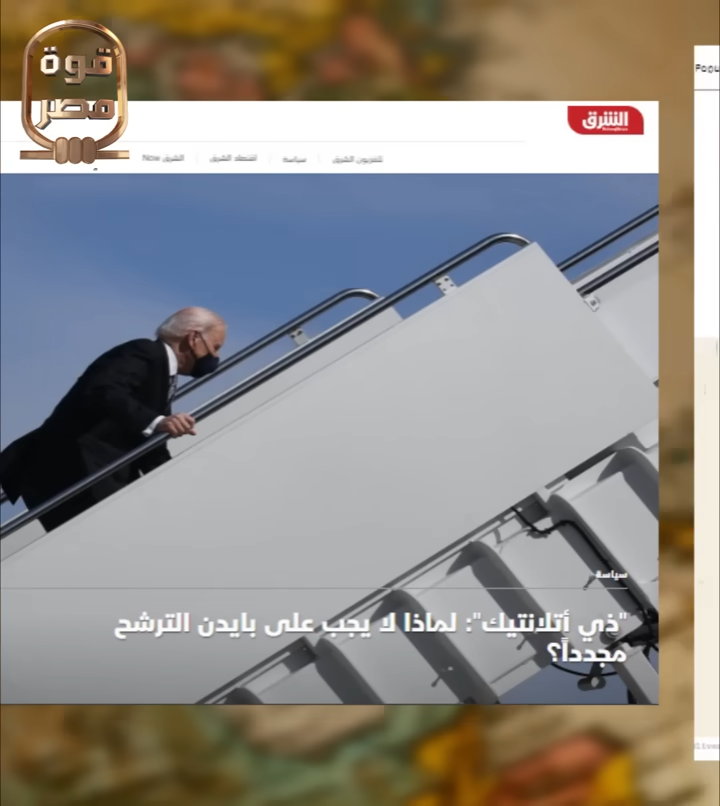 قوة
مصر
الشرق
تلفزيون الشرق
سياسة
اقتصاد الشرق
الشرق Now
سياسة
"ذي أتلانتيك": لماذا لا يجب على بايدن الترشح
مجدداً؟